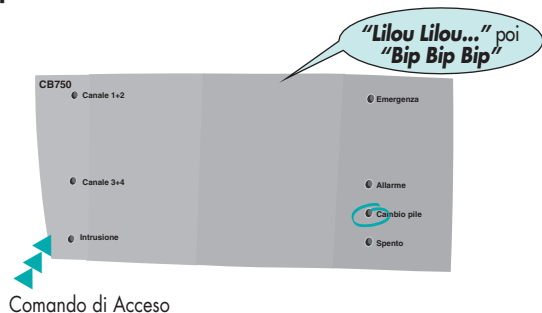 “Lilou Lilou...” poi
“Bip Bip Bip”
CB750
Canale 1+2
Emergenza
Canale 3+4
Allarme
Cambio pile
Intrusione
Spento
Comando di Acceso